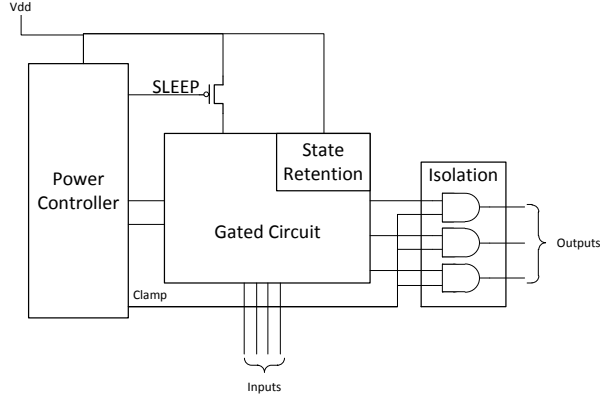 Vdd
SLEEP
State
Retention
Isolation
Power
Controller
Gated Circuit
Outputs
Clamp
Inputs